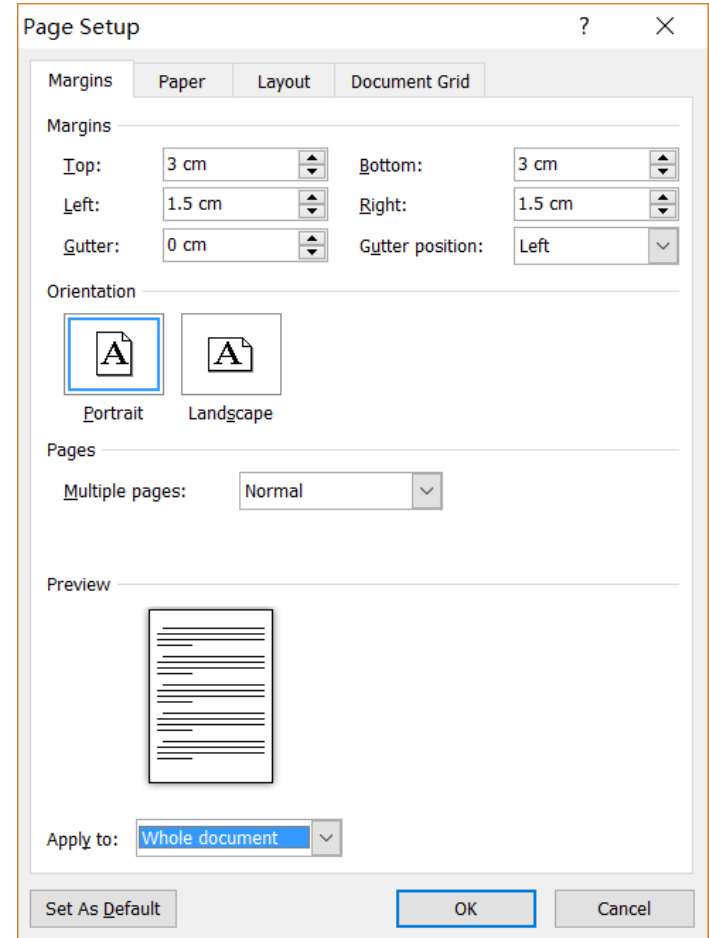 Page Setup ?
Margins Paper Layout Document Grid
Margins
Top: 3 cm Bottom: 3 cm
Left: 1.5 cm Right: 1.5 cm
Gutter: 0 cm Gutter position: Left
Orientation
A A
Portrait Landscape
Pages
Multiple pages: Normal
Preview
Apply to: Whole document
Set As Default OK Cancel